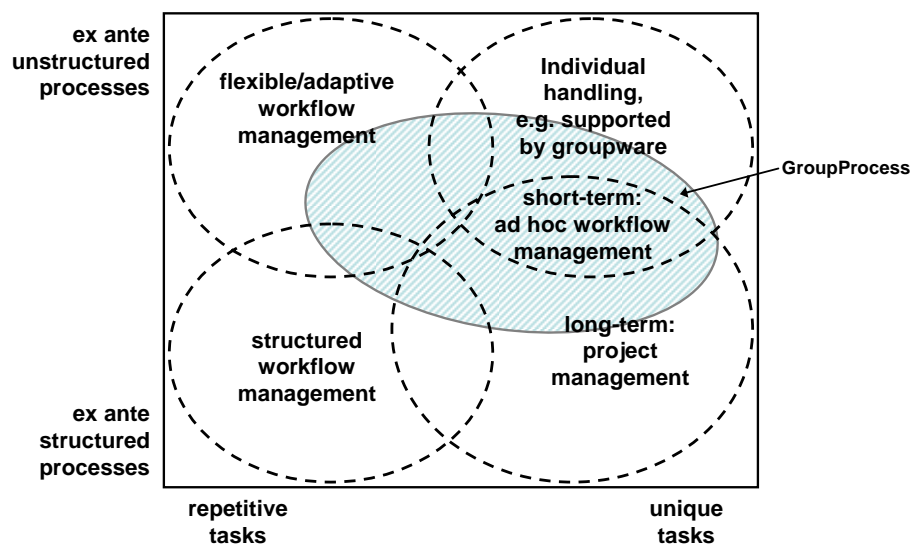 ex ante
unstructured
processes
flexible/adaptive
workflow
management
Individual
handling,
e.g. supported
by groupware
GroupProcess
short-term:
ad hoc workflow
management
structured
workflow
management
long-term:
project
management
ex ante
structured
processes
repetitive
tasks
unique
tasks